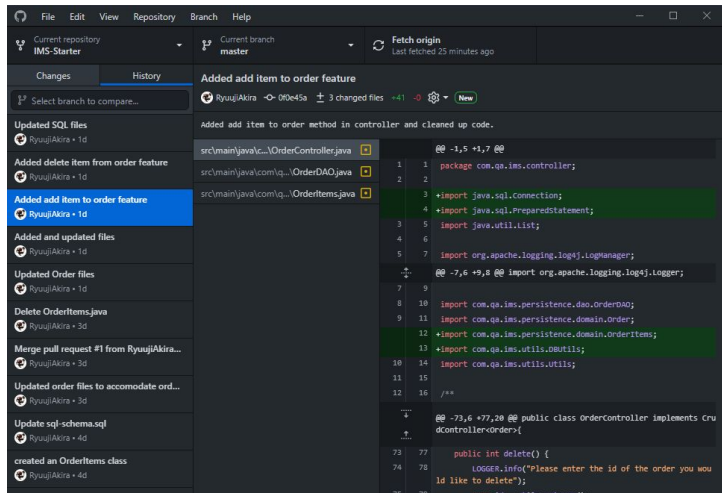 File Edit View Repository Branch Help
Current repository
IMS-Starter
Current branch
master
Fetch origin
Last fetched 25 minutes ago
Changes History
Select branch to compare...
Updated SQL files
RyuujiAkira • 1d
Added delete item from order feature
RyuujiAkira • 1d
Added add item to order feature
RyuujiAkira • 1d
Added and updated files
RyuujiAkira • 1d
Updated Order files
RyuujiAkira • 1d
Delete OrderItems.java
RyuujiAkira • 3d
Merge pull request #1 from RyuujiAkira...
RyuujiAkira • 3d
Updated order files to accomodate ord...
RyuujiAkira • 3d
Update sql-schema.sql
RyuujiAkira • 4d
created an OrderItems class
RyuujiAkira • 4d
Added add item to order feature
RyuujiAkira 0f0e45a 3 changed files +41 -0 New
Added add item to order method in controller and cleaned up code.
src\main\java\c...\OrderController.java
src\main\java\com\q...\OrderDAO.java
src\main\java\com\q...\OrderItems.java
@@ -1,5 +1,7 @@
1 1 package com.qa.ims.controller;
2 2
3 +import java.sql.Connection;
4 +import java.sql.PreparedStatement;
3 5 import java.util.List;
4 6
5 7 import org.apache.logging.log4j.LogManager;
@@ -7,6 +9,8 @@ import org.apache.logging.log4j.Logger;
7 9
8 10 import com.qa.ims.persistence.dao.OrderDAO;
9 11 import com.qa.ims.persistence.domain.Order;
12 +import com.qa.ims.persistence.domain.OrderItems;
13 +import com.qa.ims.utils.DBUtils;
10 14 import com.qa.ims.utils.Utils;
11 15
12 16 /**
@@ -73,6 +77,20 @@ public class OrderController implements Cru
dController<Order>{
73 77 public int delete() {
74 78 LOGGER.info("Please enter the id of the order you wou
ld like to delete");